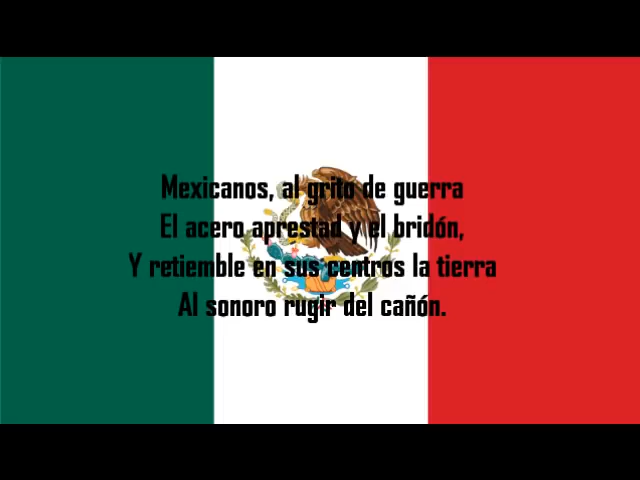 Mexicanos, al grito de guerra
El acero aprestad y el bridón,
Y retiemble en sus centros la tierra
Al sonoro rugir del cañón.